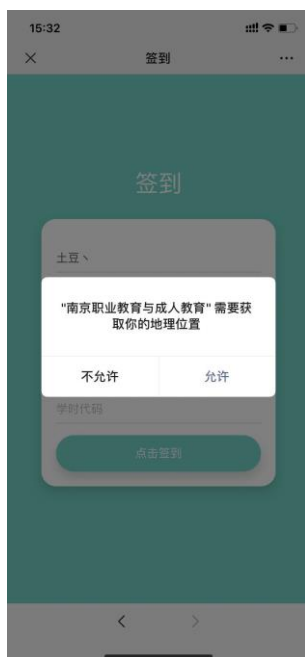 15:32
签到
签到
土豆丶
"南京职业教育与成人教育" 需要获
取你的地理位置
不允许
允许
学时代码
点击签到